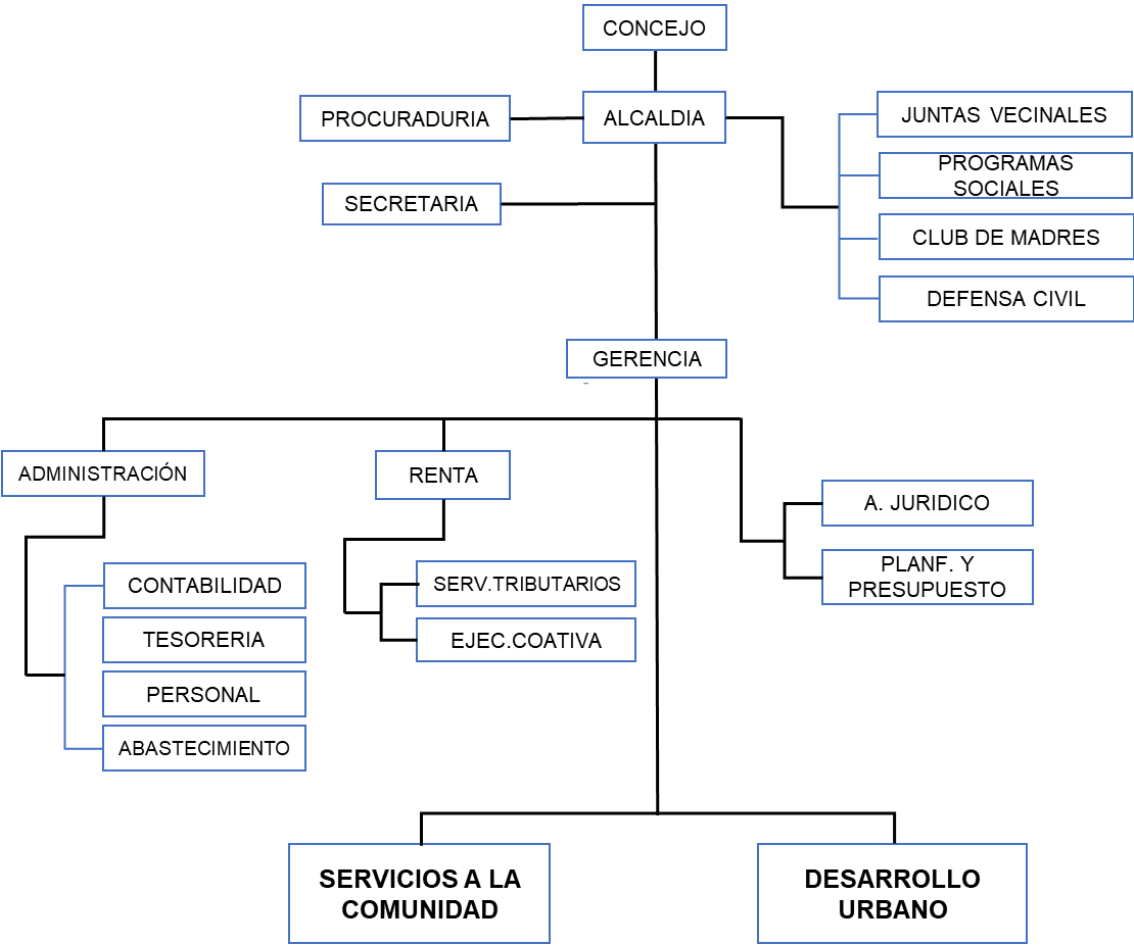 CONCEJO
PROCURADURIA
ALCALDIA
JUNTAS VECINALES
PROGRAMAS
SOCIALES
SECRETARIA
CLUB DE MADRES
DEFENSA CIVIL
GERENCIA
ADMINISTRACIÓN
RENTA
A. JURIDICO
PLANF. Y
PRESUPUESTO
CONTABILIDAD
TESORERIA
PERSONAL
ABASTECIMIENTO
SERV.TRIBUTARIOS
EJEC.COATIVA
SERVICIOS A LA
COMUNIDAD
DESARROLLO
URBANO